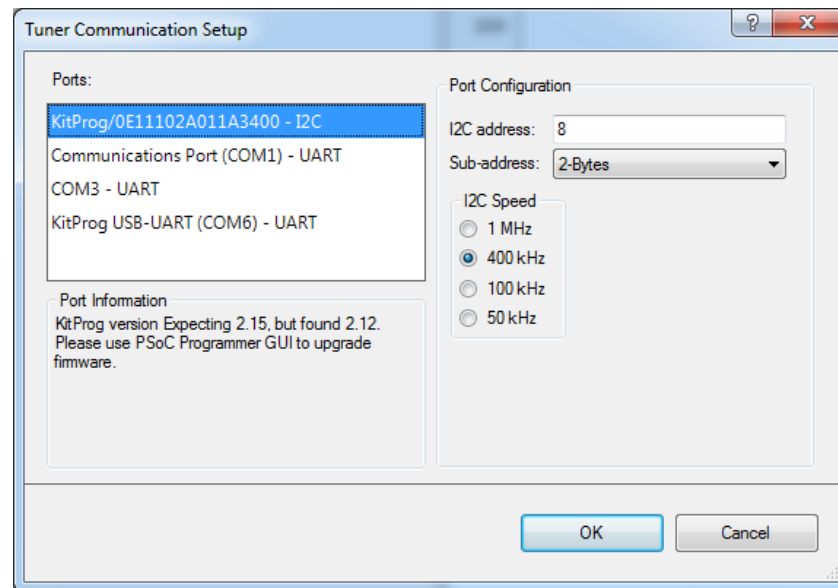 Tuner Communication Setup
Ports:
KitProg/0E11102A011A3400 - I2C
Communications Port (COM1) - UART
COM3 - UART
KitProg USB-UART (COM6) - UART
Port Information
KitProg version Expecting 2.15, but found 2.12.
Please use PSoC Programmer GUI to upgrade
firmware.
Port Configuration
I2C address: 8
Sub-address: 2-Bytes
I2C Speed
1 MHz
400 kHz
100 kHz
50 kHz
OK
Cancel